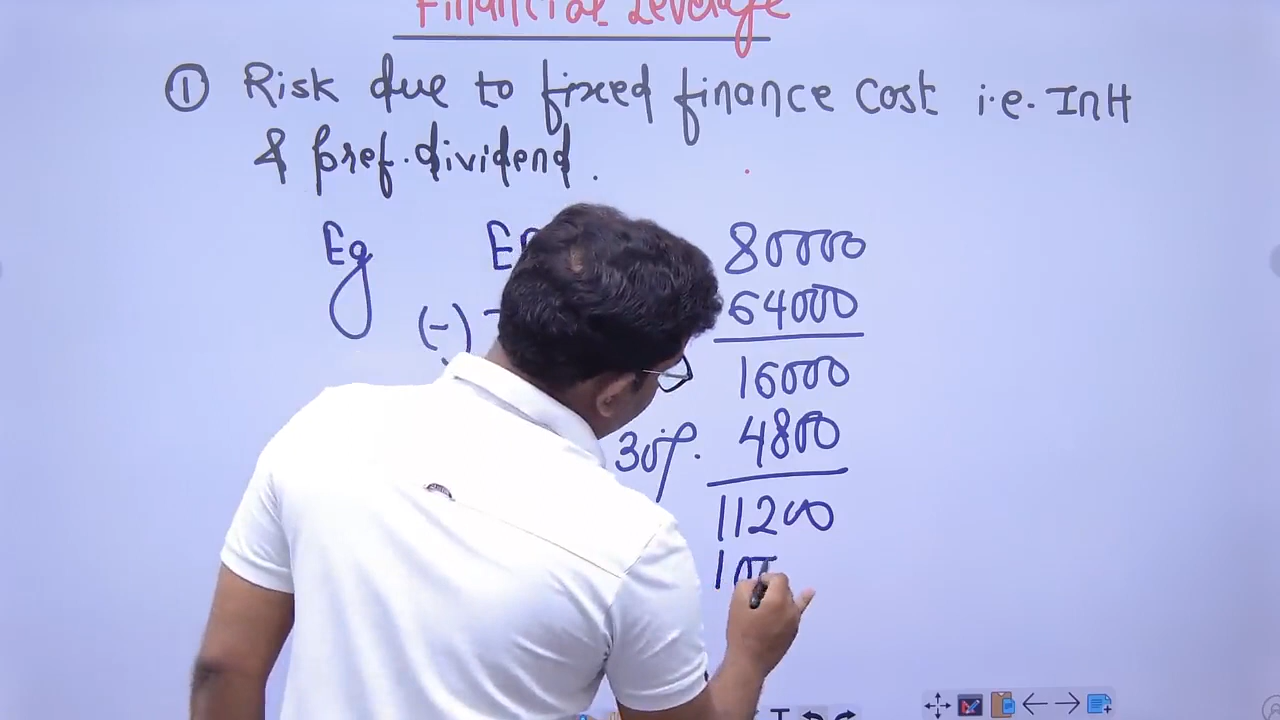 Financial Leverage
① Risk due to fixed finance cost i.e. Int
& pref. dividend.
Eg 80000
(-) 64000
16000
30%. 4800
11200